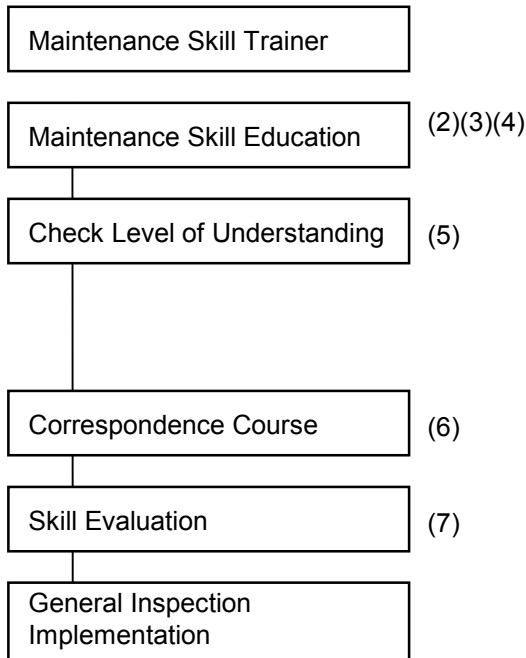 Maintenance Skill Trainer
Maintenance Skill Education
(2)(3)(4)
Check Level of Understanding
(5)
Correspondence Course
(6)
Skill Evaluation
(7)
General Inspection
Implementation